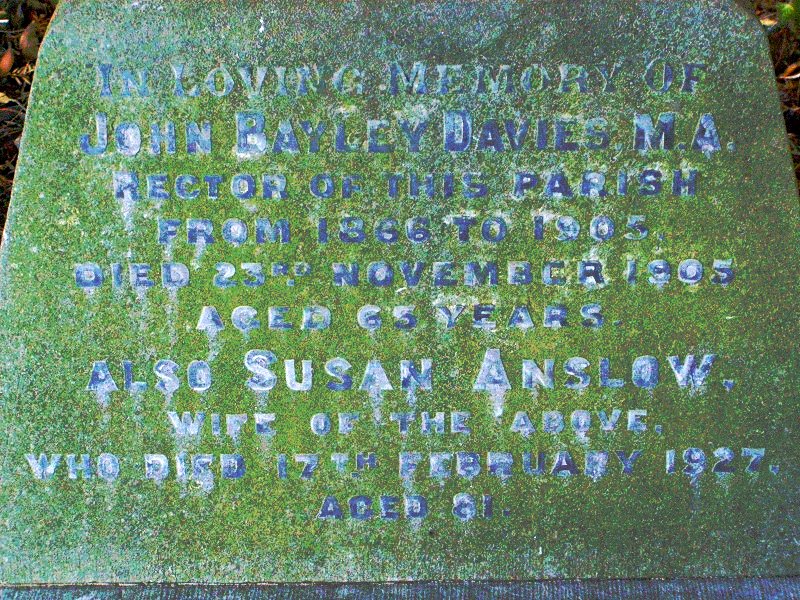 IN LOVING MEMORY OF
JOHN BAYLEY DAVIES, M.A.
RECTOR OF THIS PARISH
FROM 1866 TO 1905.
DIED 23RD NOVEMBER 1905
AGED 65 YEARS.
ALSO SUSAN ANSLOW,
WIFE OF THE ABOVE,
WHO DIED 17TH FEBRUARY 1927,
AGED 81.